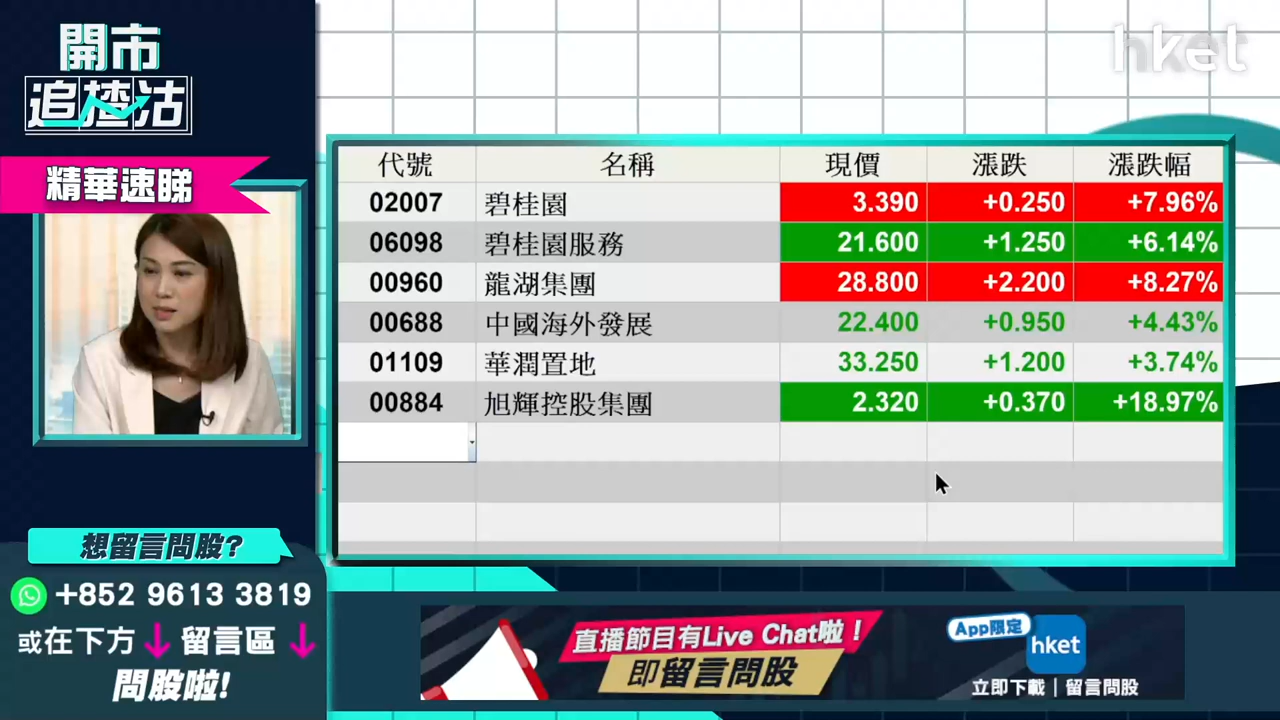 開市
追揸沽
精華速睇
hket
代號 名稱 現價 漲跌 漲跌幅
02007 碧桂園 3.390 +0.250 +7.96%
06098 碧桂園服務 21.600 +1.250 +6.14%
00960 龍湖集團 28.800 +2.200 +8.27%
00688 中國海外發展 22.400 +0.950 +4.43%
01109 華潤置地 33.250 +1.200 +3.74%
00884 旭輝控股集團 2.320 +0.370 +18.97%
想留言問股?
+852 9613 3819
或在下方 留言區
問股啦!
直播節目有Live Chat啦!
即留言問股
App限定
hket
立即下載|留言問股